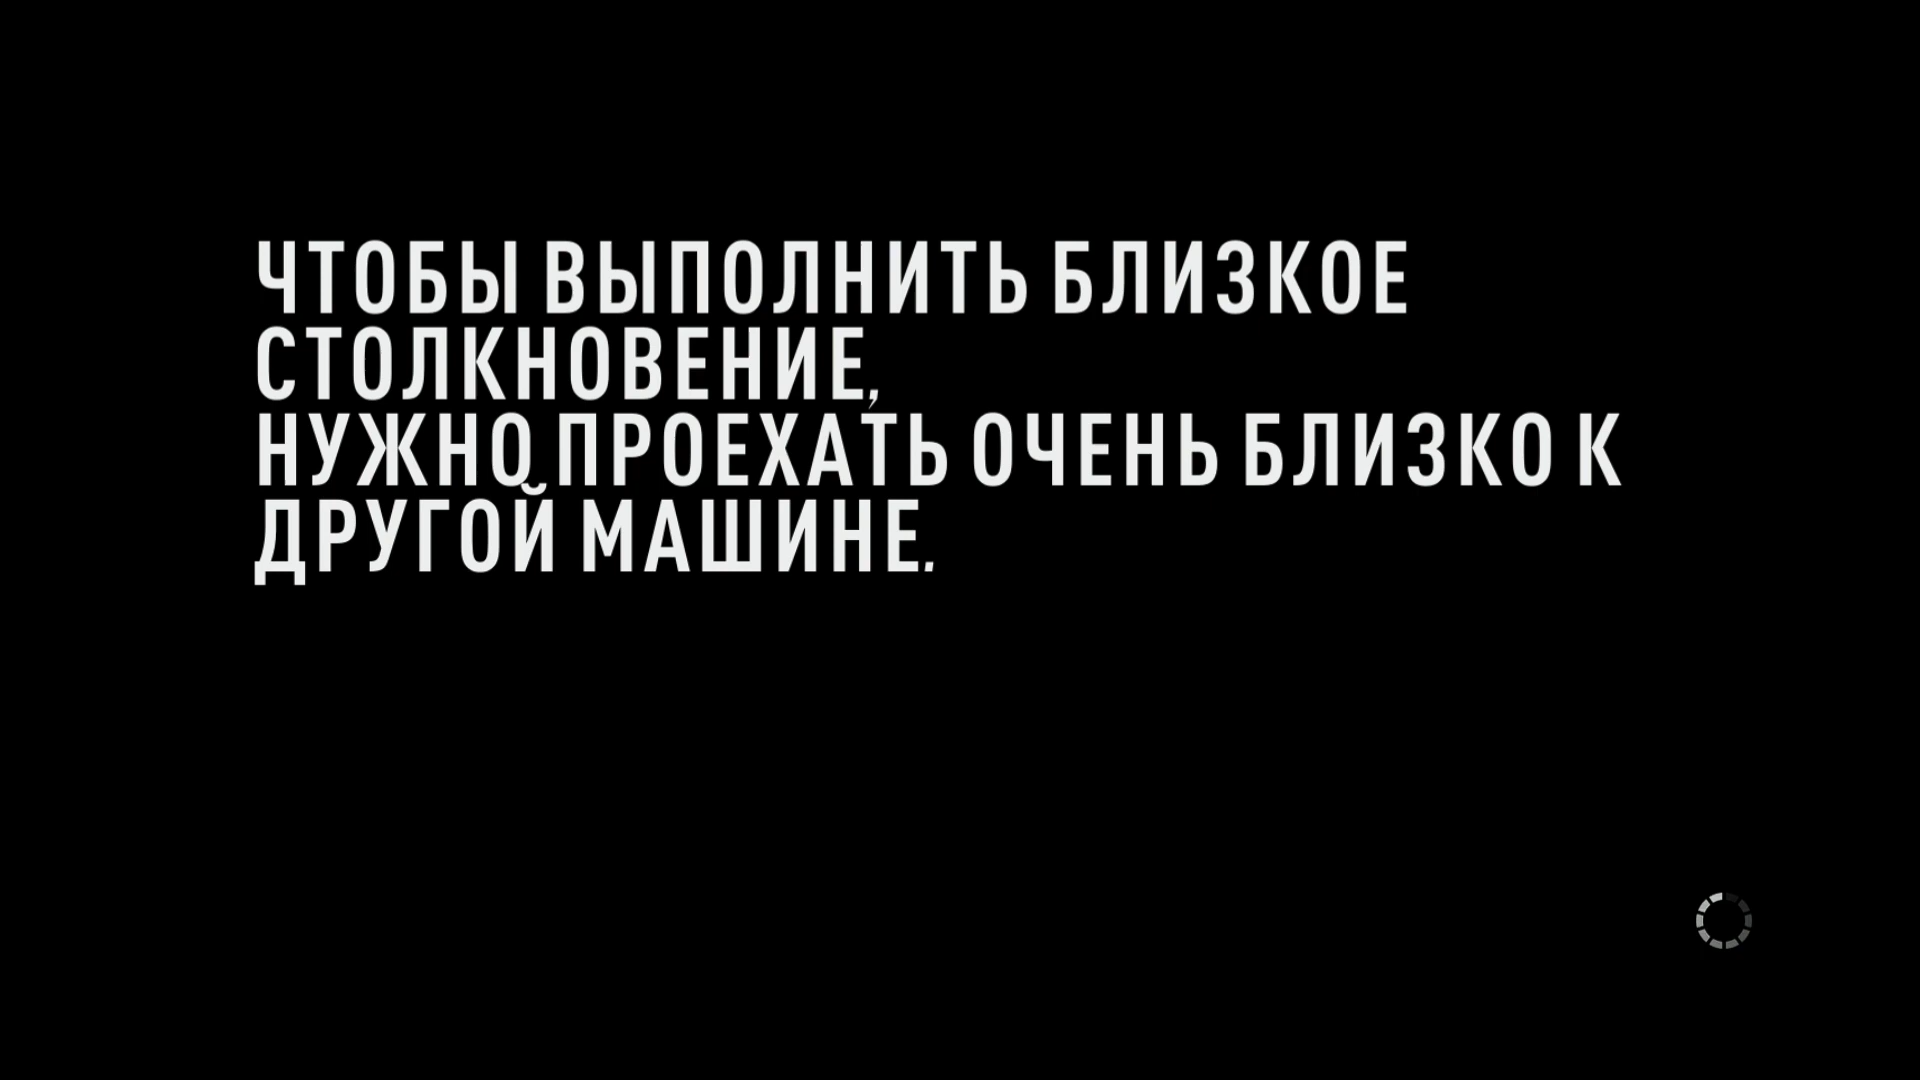 ЧТОБЫ ВЫПОЛНИТЬ БЛИЗКОЕ
СТОЛКНОВЕНИЕ,
НУЖНО ПРОЕХАТЬ ОЧЕНЬ БЛИЗКО К
ДРУГОЙ МАШИНЕ.